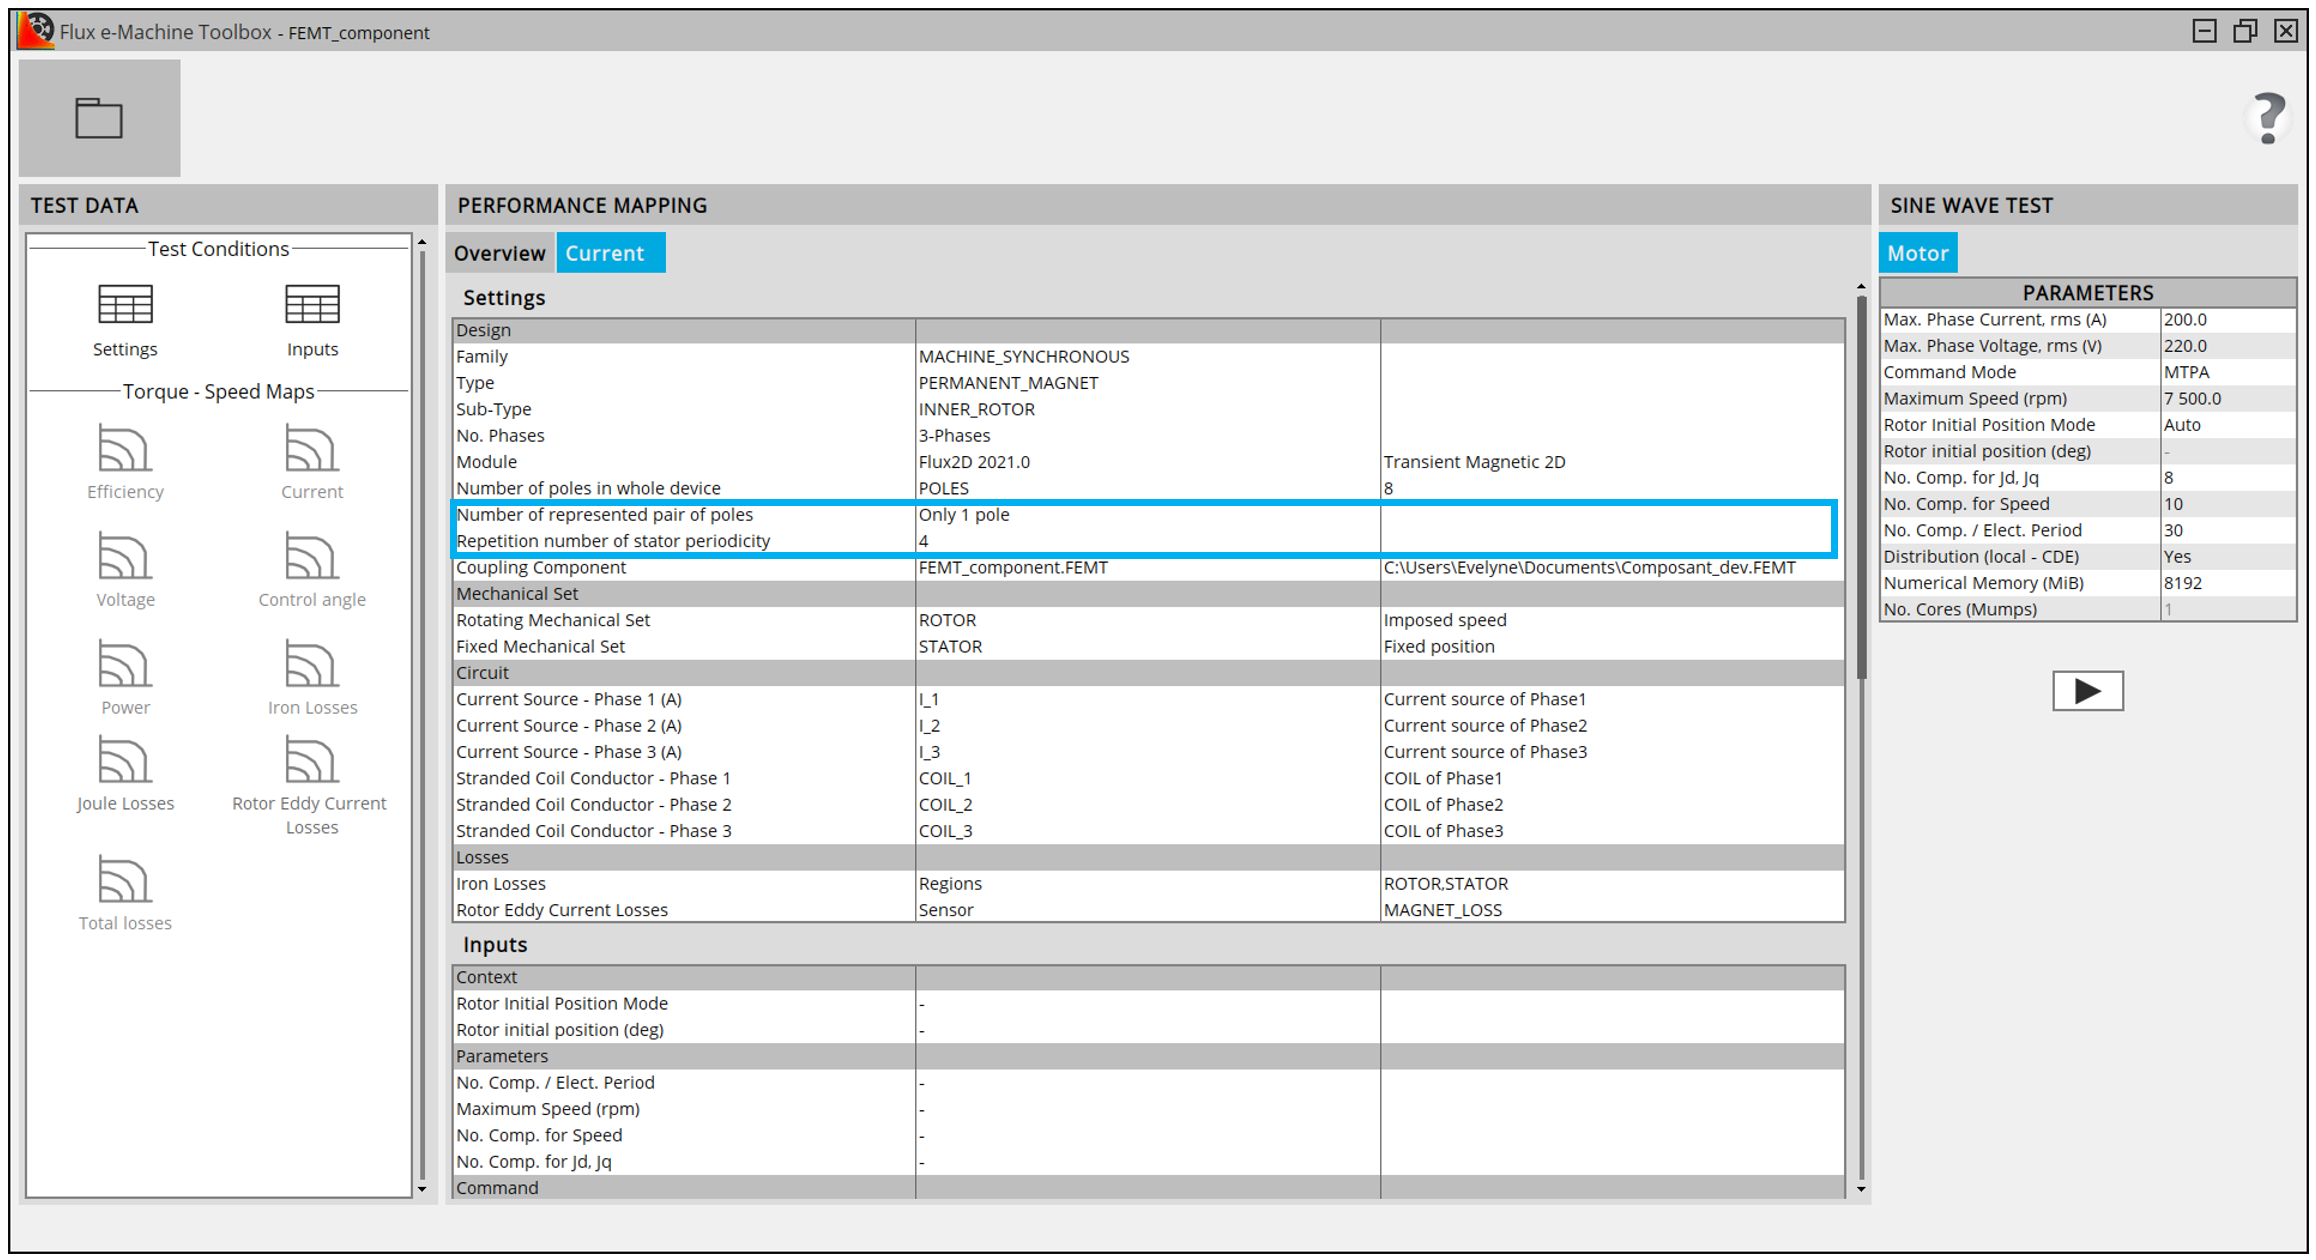 Flux e-Machine Toolbox - FEMT_component
?
TEST DATA
Test Conditions
Settings Inputs
Torque - Speed Maps
Efficiency Current
Voltage Control angle
Power Iron Losses
Joule Losses Rotor Eddy Current
Losses
Total losses
PERFORMANCE MAPPING
Overview Current
Settings
Design
Family MACHINE_SYNCHRONOUS
Type PERMANENT_MAGNET
Sub-Type INNER_ROTOR
No. Phases 3-Phases
Module Flux2D 2021.0 Transient Magnetic 2D
Number of poles in whole device POLES 8
Number of represented pair of poles Only 1 pole
Repetition number of stator periodicity 4
Coupling Component FEMT_component.FEMT C:\Users\Evelyne\Documents\Composant_dev.FEMT
Mechanical Set
Rotating Mechanical Set ROTOR Imposed speed
Fixed Mechanical Set STATOR Fixed position
Circuit
Current Source - Phase 1 (A) I_1 Current source of Phase1
Current Source - Phase 2 (A) I_2 Current source of Phase2
Current Source - Phase 3 (A) I_3 Current source of Phase3
Stranded Coil Conductor - Phase 1 COIL_1 COIL of Phase1
Stranded Coil Conductor - Phase 2 COIL_2 COIL of Phase2
Stranded Coil Conductor - Phase 3 COIL_3 COIL of Phase3
Losses
Iron Losses Regions ROTOR,STATOR
Rotor Eddy Current Losses Sensor MAGNET_LOSS
Inputs
Context
Rotor Initial Position Mode -
Rotor initial position (deg) -
Parameters
No. Comp. / Elect. Period -
Maximum Speed (rpm) -
No. Comp. for Speed -
No. Comp. for Jd, Jq -
Command
SINE WAVE TEST
Motor
PARAMETERS
Max. Phase Current, rms (A) 200.0
Max. Phase Voltage, rms (V) 220.0
Command Mode MTPA
Maximum Speed (rpm) 7 500.0
Rotor Initial Position Mode Auto
Rotor initial position (deg) -
No. Comp. for Jd, Jq 8
No. Comp. for Speed 10
No. Comp. / Elect. Period 30
Distribution (local - CDE) Yes
Numerical Memory (MiB) 8192
No. Cores (Mumps) 1